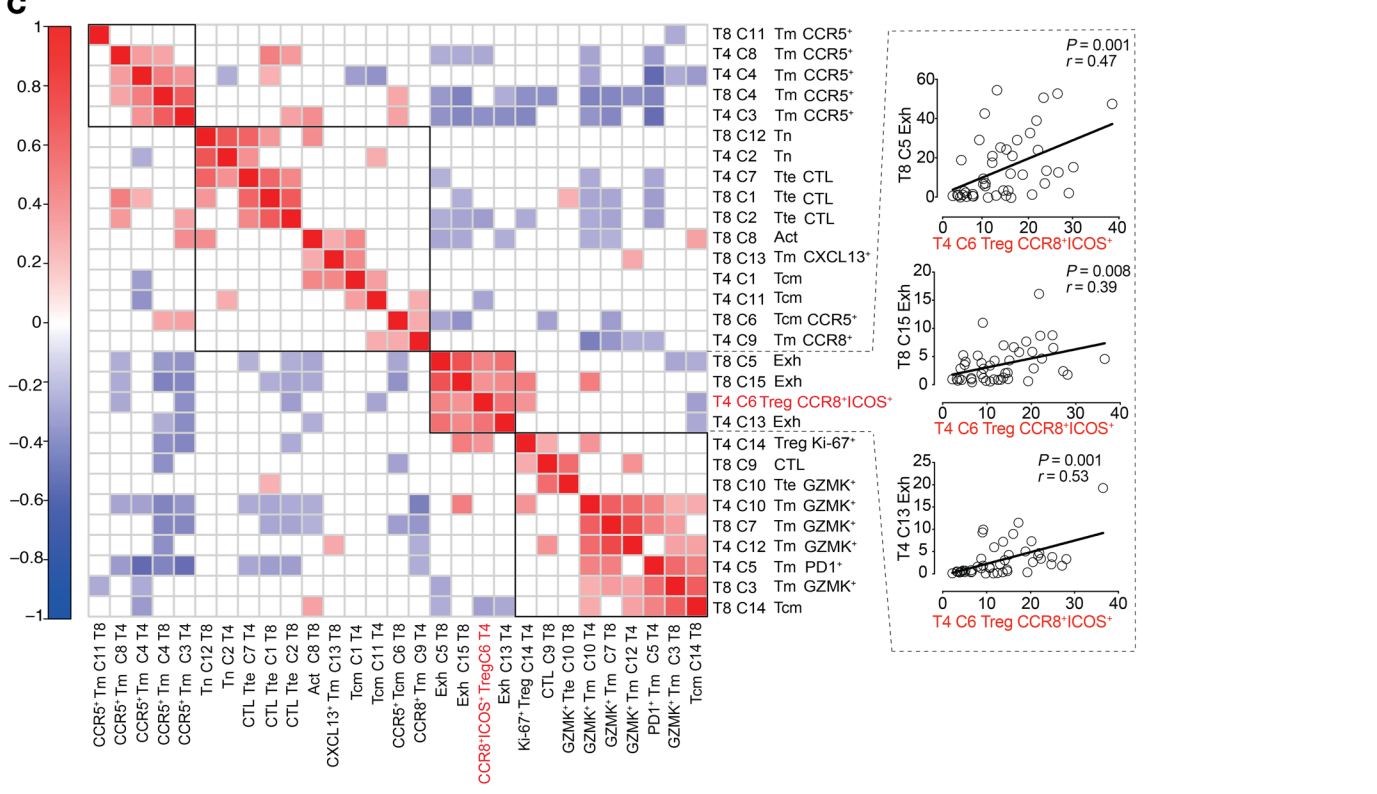 c
1
0.8
0.6
0.4
0.2
0
−0.2
−0.4
−0.6
−0.8
−1
T8 C11 Tm CCR5⁺
T4 C8 Tm CCR5⁺
T4 C4 Tm CCR5⁺
T8 C4 Tm CCR5⁺
T4 C3 Tm CCR5⁺
T8 C12 Tn
T4 C2 Tn
T4 C7 Tte CTL
T8 C1 Tte CTL
T8 C2 Tte CTL
T8 C8 Act
T8 C13 Tm CXCL13⁺
T4 C1 Tcm
T4 C11 Tcm
T8 C6 Tcm CCR5⁺
T4 C9 Tm CCR8⁺
T8 C5 Exh
T8 C15 Exh
T4 C6 Treg CCR8⁺ICOS⁺
T4 C13 Exh
T4 C14 Treg Ki-67⁺
T8 C9 CTL
T8 C10 Tte GZMK⁺
T4 C10 Tm GZMK⁺
T8 C7 Tm GZMK⁺
T4 C12 Tm GZMK⁺
T4 C5 Tm PD1⁺
T8 C3 Tm GZMK⁺
T8 C14 Tcm
CCR5⁺ Tm C11 T8
CCR5⁺ Tm C8 T4
CCR5⁺ Tm C4 T4
CCR5⁺ Tm C4 T8
CCR5⁺ Tm C3 T4
Tn C12 T8
Tn C2 T4
CTL Tte C7 T4
CTL Tte C1 T8
CTL Tte C2 T8
Act C8 T8
CXCL13⁺ Tm C13 T8
Tcm C1 T4
Tcm C11 T4
CCR5⁺ Tcm C6 T8
CCR8⁺ Tm C9 T4
Exh C5 T8
Exh C15 T8
CCR8⁺ICOS⁺ TregC6 T4
Exh C13 T4
Ki-67⁺ Treg C14 T4
CTL C9 T8
GZMK⁺ Tte C10 T8
GZMK⁺ Tm C10 T4
GZMK⁺ Tm C7 T8
GZMK⁺ Tm C12 T4
PD1⁺ Tm C5 T4
GZMK⁺ Tm C3 T8
Tcm C14 T8
P = 0.001
r = 0.47
T8 C5 Exh
60
40
20
0
0 10 20 30 40
T4 C6 Treg CCR8⁺ICOS⁺
P = 0.008
r = 0.39
T8 C15 Exh
20
15
10
5
0
0 10 20 30 40
T4 C6 Treg CCR8⁺ICOS⁺
P = 0.001
r = 0.53
T4 C13 Exh
25
20
15
10
5
0
0 10 20 30 40
T4 C6 Treg CCR8⁺ICOS⁺